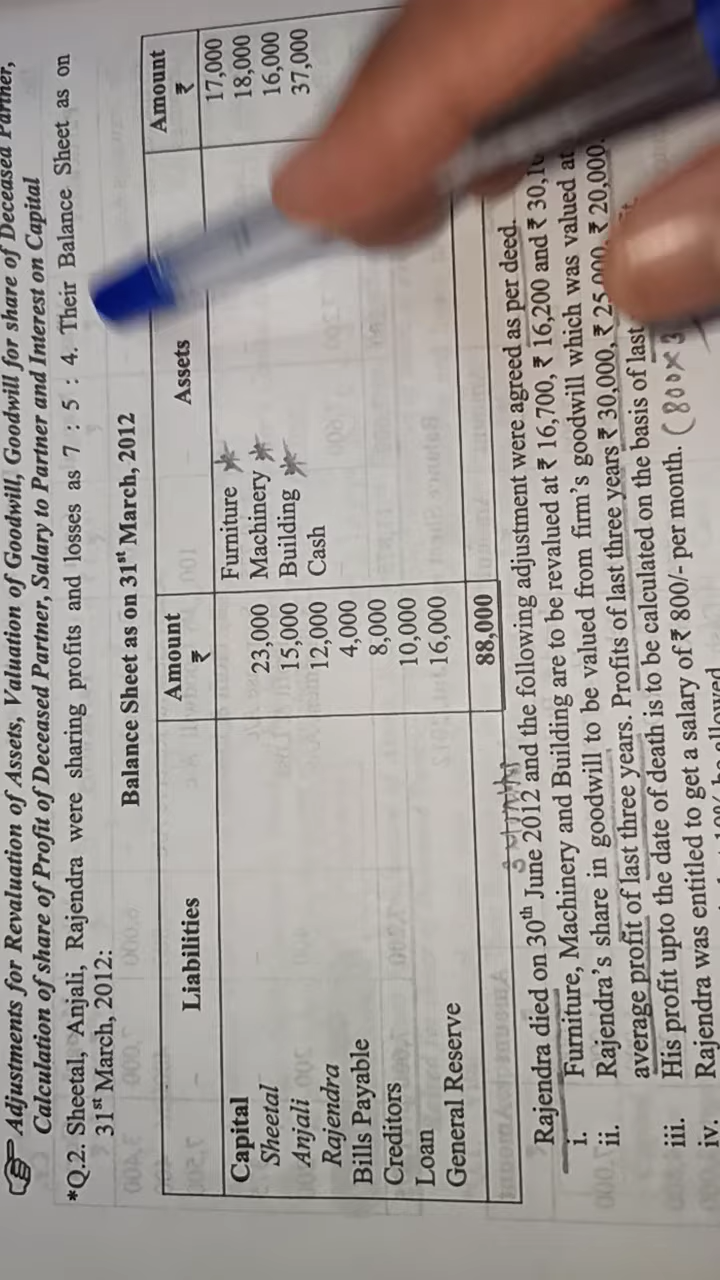 Adjustments for Revaluation of Assets, Valuation of Goodwill, Goodwill for share of Deceased Partner,
Calculation of share of Profit of Deceased Partner, Salary to Partner and Interest on Capital
*Q.2. Sheetal, Anjali, Rajendra were sharing profits and losses as 7 : 5 : 4. Their Balance Sheet as on
31st March, 2012:
Balance Sheet as on 31st March, 2012
Liabilities Amount ₹ Assets Amount ₹
Capital Furniture 17,000
Sheetal 23,000 Machinery 18,000
Anjali 15,000 Building 16,000
Rajendra 12,000 Cash 37,000
Bills Payable 4,000
Creditors 8,000
Loan 10,000
General Reserve 16,000
88,000
3 months
Rajendra died on 30th June 2012 and the following adjustment were agreed as per deed.
i. Furniture, Machinery and Building are to be revalued at ₹ 16,700, ₹ 16,200 and ₹
ii. Rajendra's share in goodwill to be valued from firm's goodwill which was valued at
average profit of last three years. Profits of last three years ₹ 30,000, ₹ 25,000, ₹ 20,000.
iii. His profit upto the date of death is to be calculated on the basis of last
iv. Rajendra was entitled to get a salary of ₹ 800/- per month. (800×3
allowed